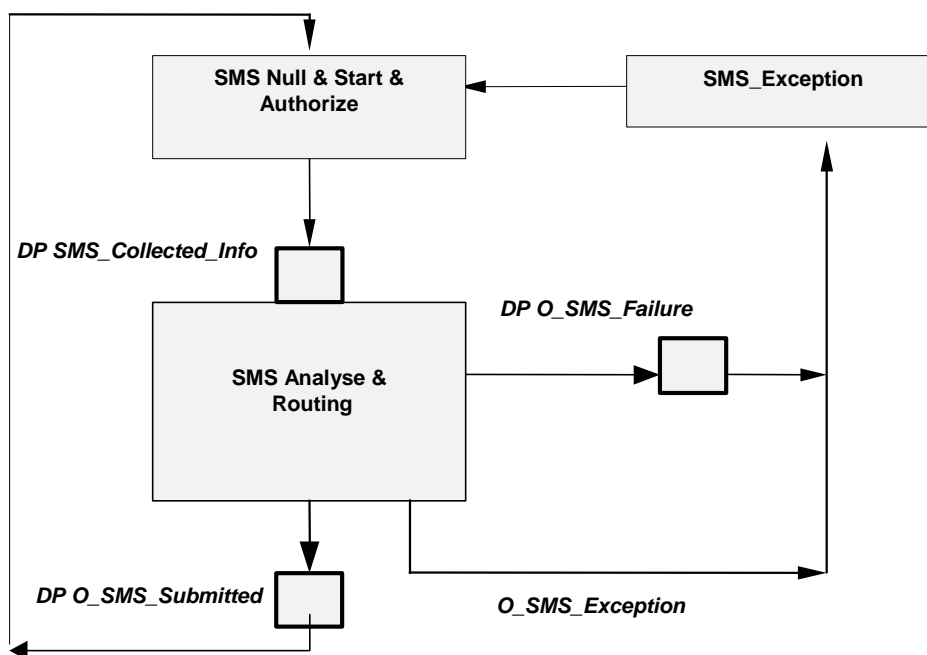 SMS Null & Start &
Authorize
SMS_Exception
DP SMS_Collected_Info
DP O_SMS_Failure
SMS Analyse &
Routing
DP O_SMS_Submitted
O_SMS_Exception